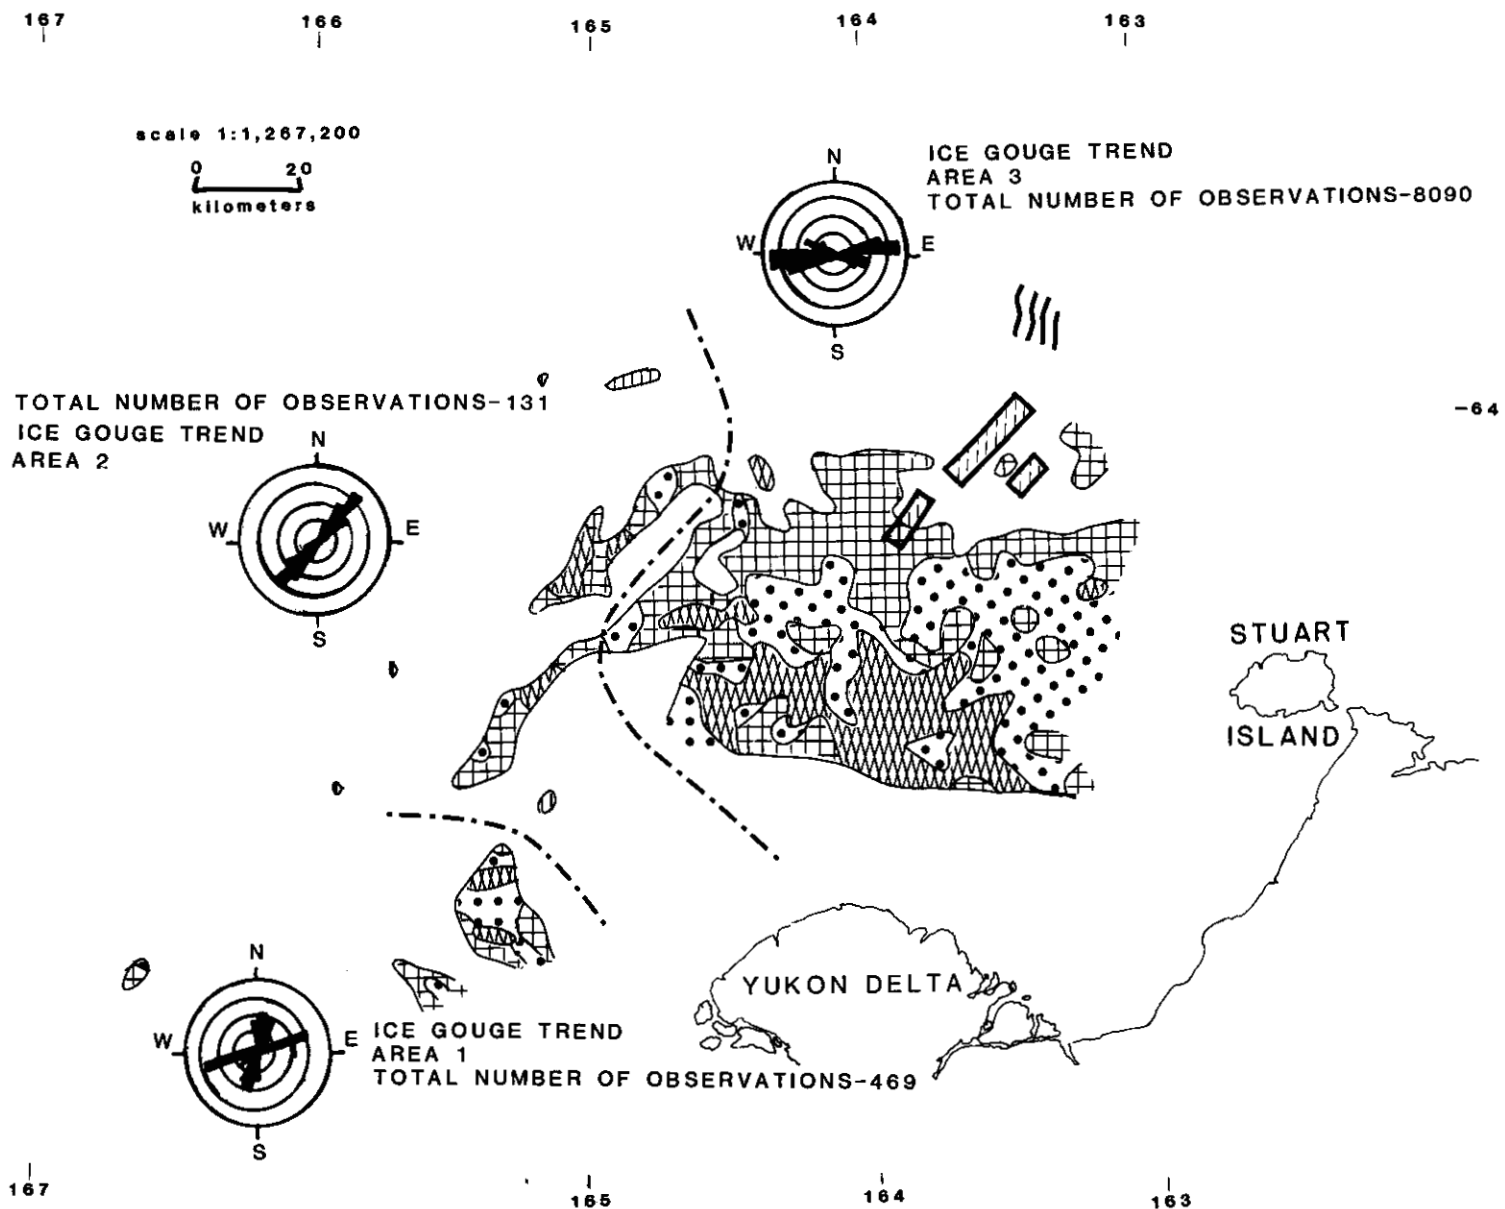 167 166 165 164 163
scale 1:1,267,200
0 20
kilometers
N
W E
S
ICE GOUGE TREND
AREA 3
TOTAL NUMBER OF OBSERVATIONS-8090
-64
TOTAL NUMBER OF OBSERVATIONS-131
ICE GOUGE TREND
AREA 2
N
W E
S
STUART
ISLAND
YUKON DELTA
N
W E
S
ICE GOUGE TREND
AREA 1
TOTAL NUMBER OF OBSERVATIONS-469
167 165 164 163